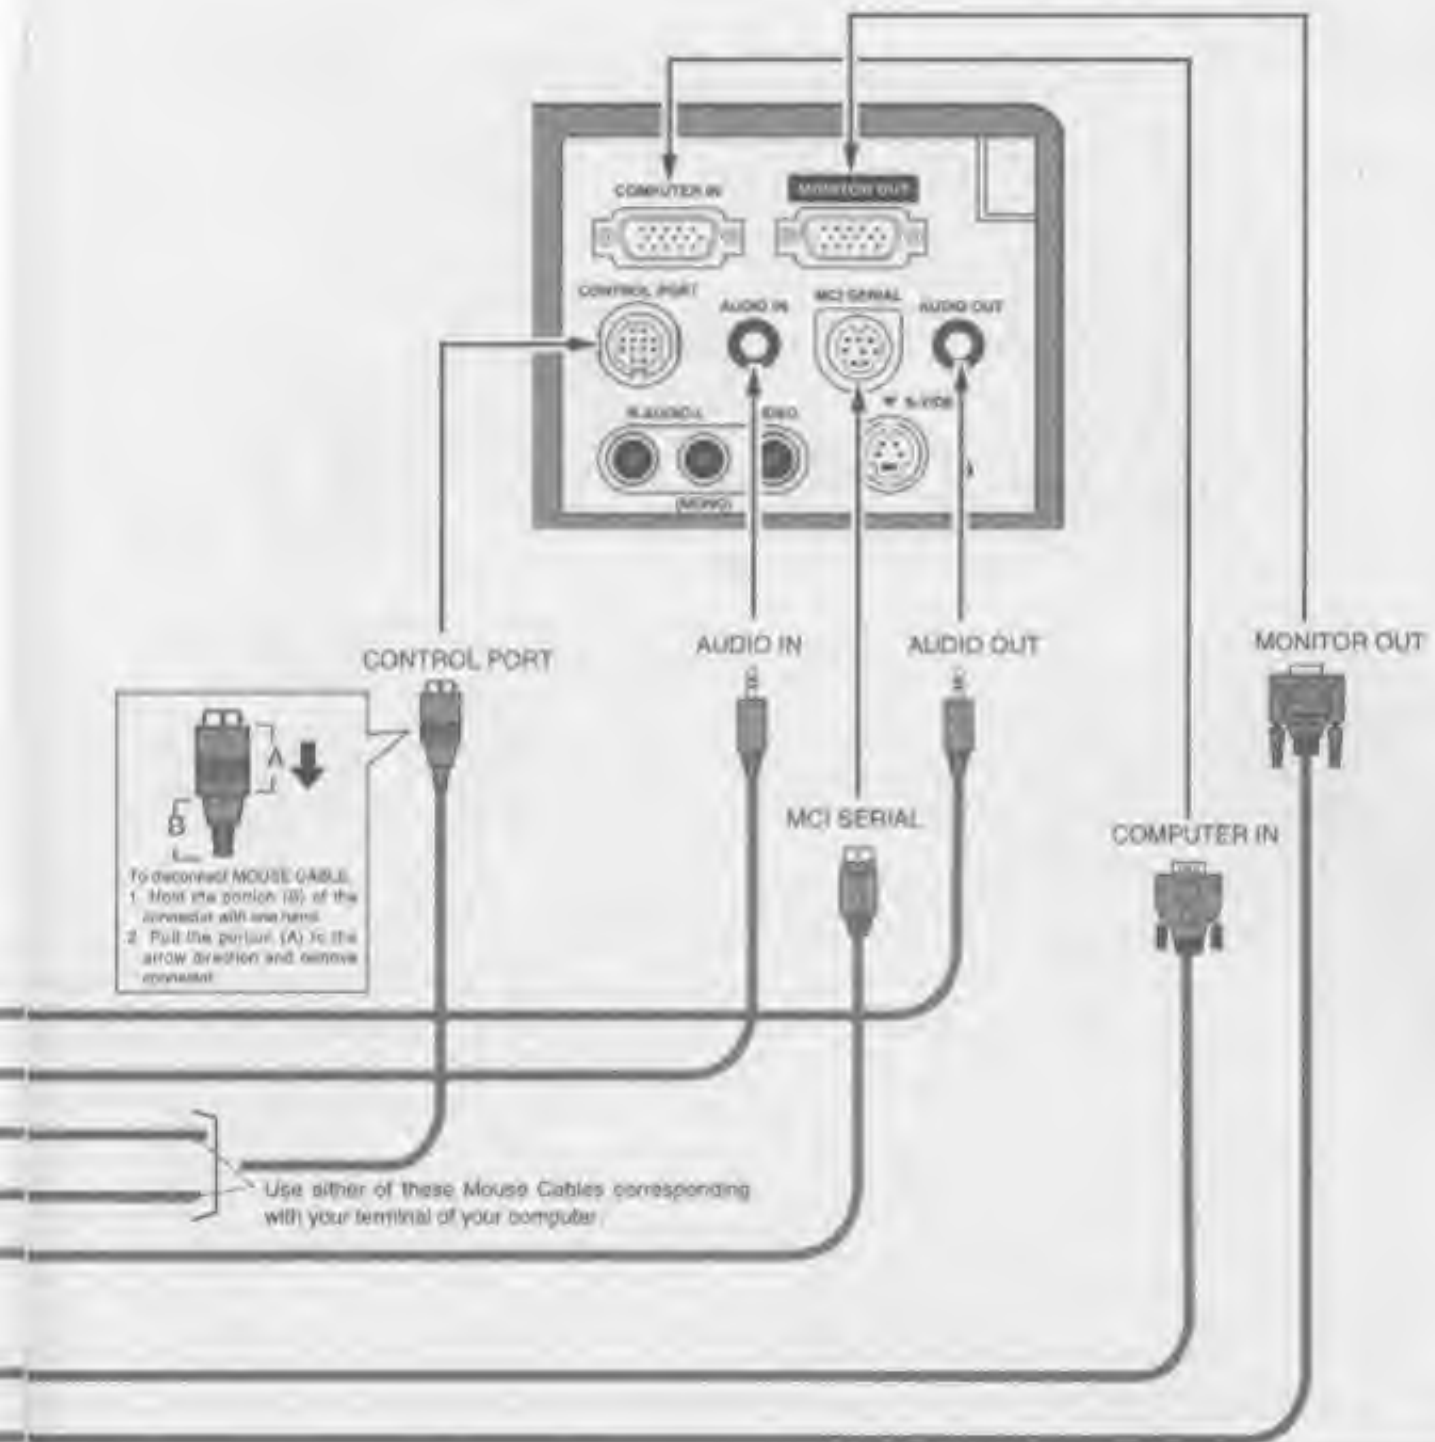 COMPUTER IN
MONITOR OUT
CONTROL PORT
AUDIO IN
MCI SERIAL
AUDIO OUT
R-AUDIO-L
(MONO)
CONTROL PORT
AUDIO IN
AUDIO OUT
MONITOR OUT
A
B
To disconnect MOUSE CABLE.
1 Hold the portion (B) of the
connector with one hand.
2 Pull the portion (A) to the
arrow direction and remove
connector.
MCI SERIAL
COMPUTER IN
Use either of these Mouse Cables corresponding
with your terminal of your computer.